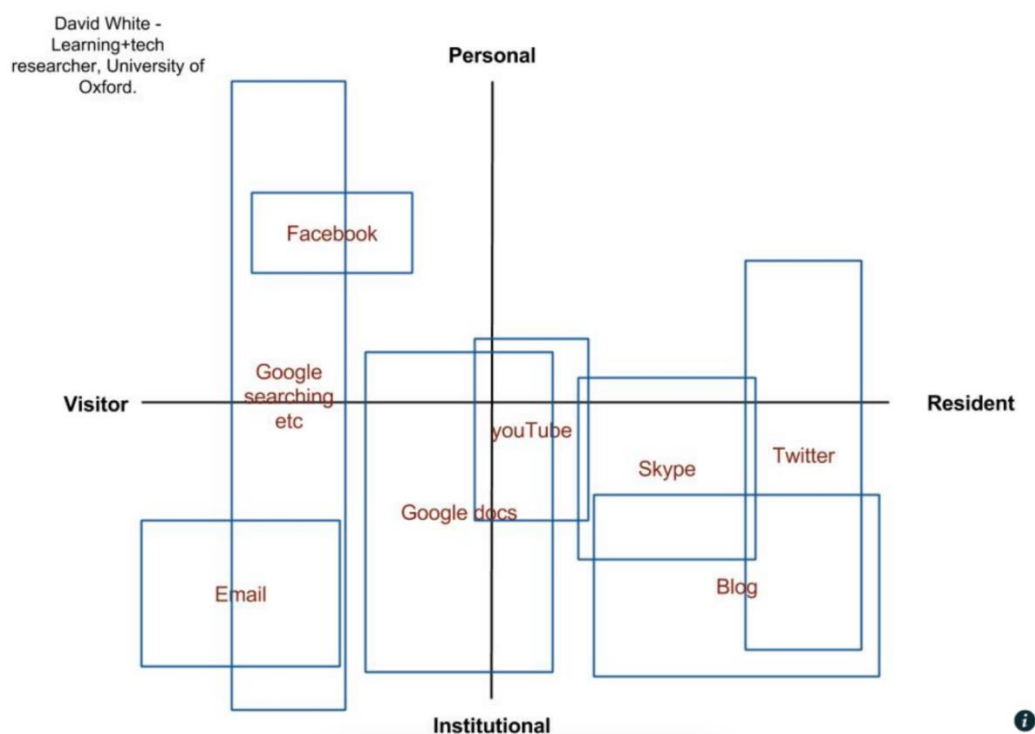 David White -
Learning+tech
researcher, University of
Oxford.
Personal
Facebook
Google
searching
etc
Visitor
Resident
youTube
Skype
Twitter
Google docs
Email
Blog
Institutional
i